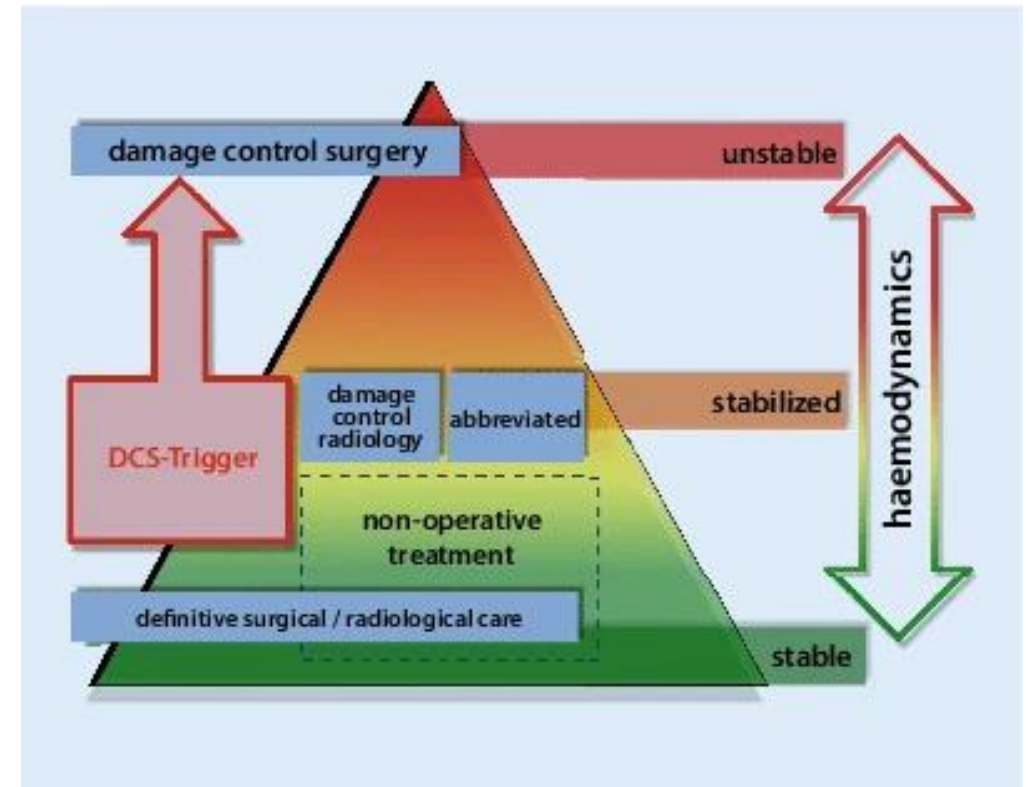 damage control surgery
unstable
damage
control
radiology
abbreviated
stabilized
DCS-Trigger
non-operative
treatment
definitive surgical / radiological care
stable
haemodynamics